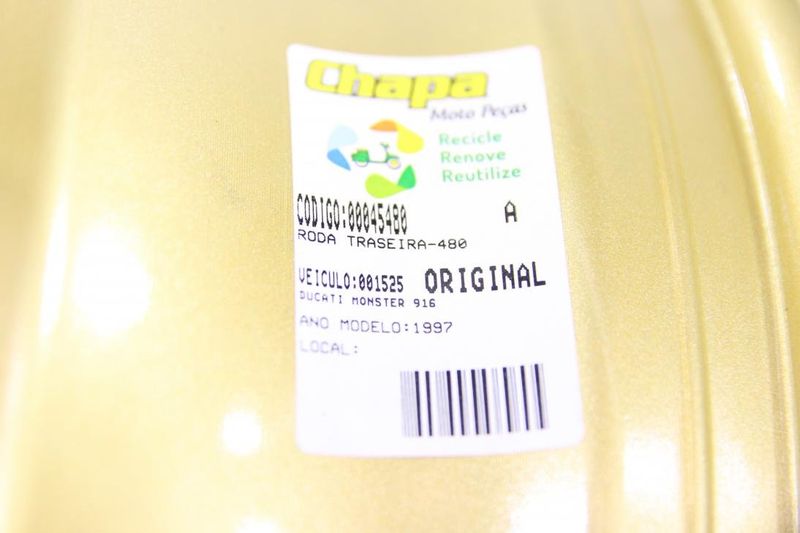 Chapa
Moto Peças
Recicle
Renove
Reutilize
CODIGO:00045480 A
RODA TRASEIRA-480
VEICULO:001525 ORIGINAL
DUCATI MONSTER 916
ANO MODELO:1997
LOCAL: